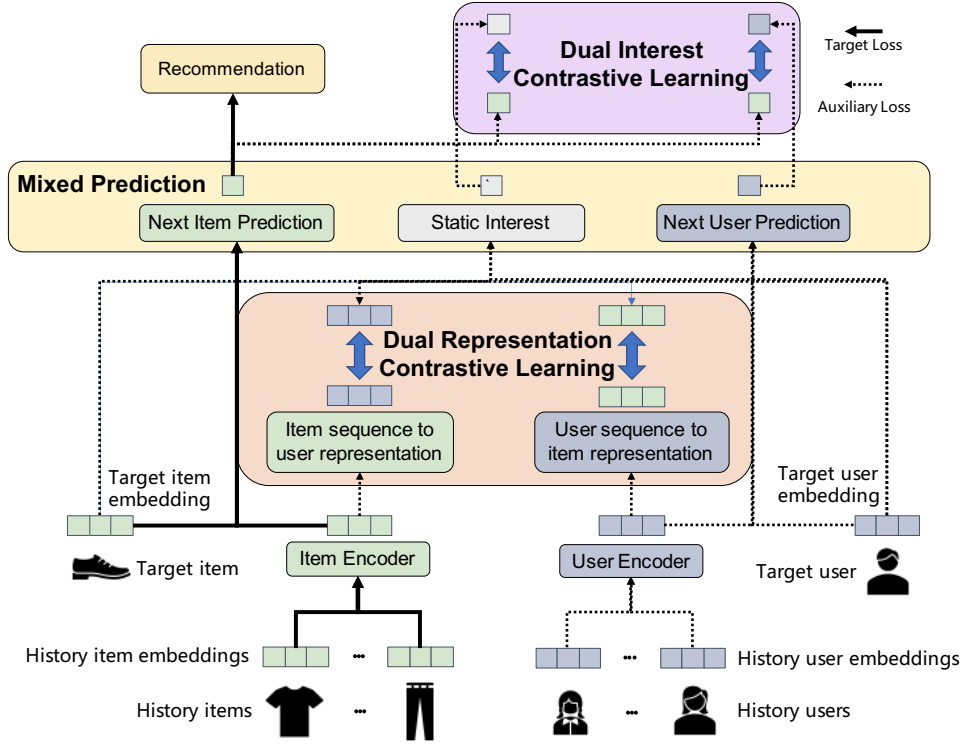 Dual Interest
Contrastive Learning
Target Loss
Auxiliary Loss
Recommendation
Mixed Prediction
Next Item Prediction
Static Interest
Next User Prediction
Dual Representation
Contrastive Learning
Item sequence to
user representation
User sequence to
item representation
Target item
embedding
Target user
embedding
Target item
Item Encoder
User Encoder
Target user
History item embeddings
...
...
History user embeddings
History items
...
...
History users